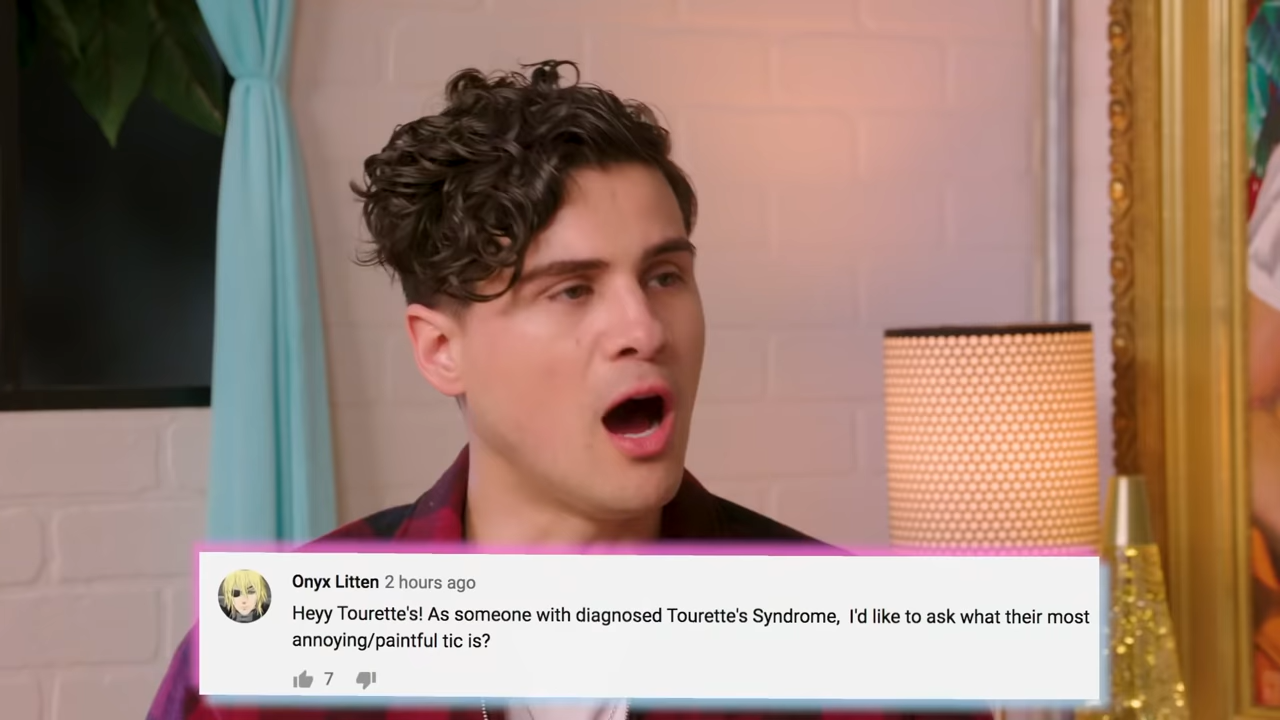 Onyx Litten 2 hours ago
Heyy Tourette's! As someone with diagnosed Tourette's Syndrome,  I'd like to ask what their most
annoying/paintful tic is?
7